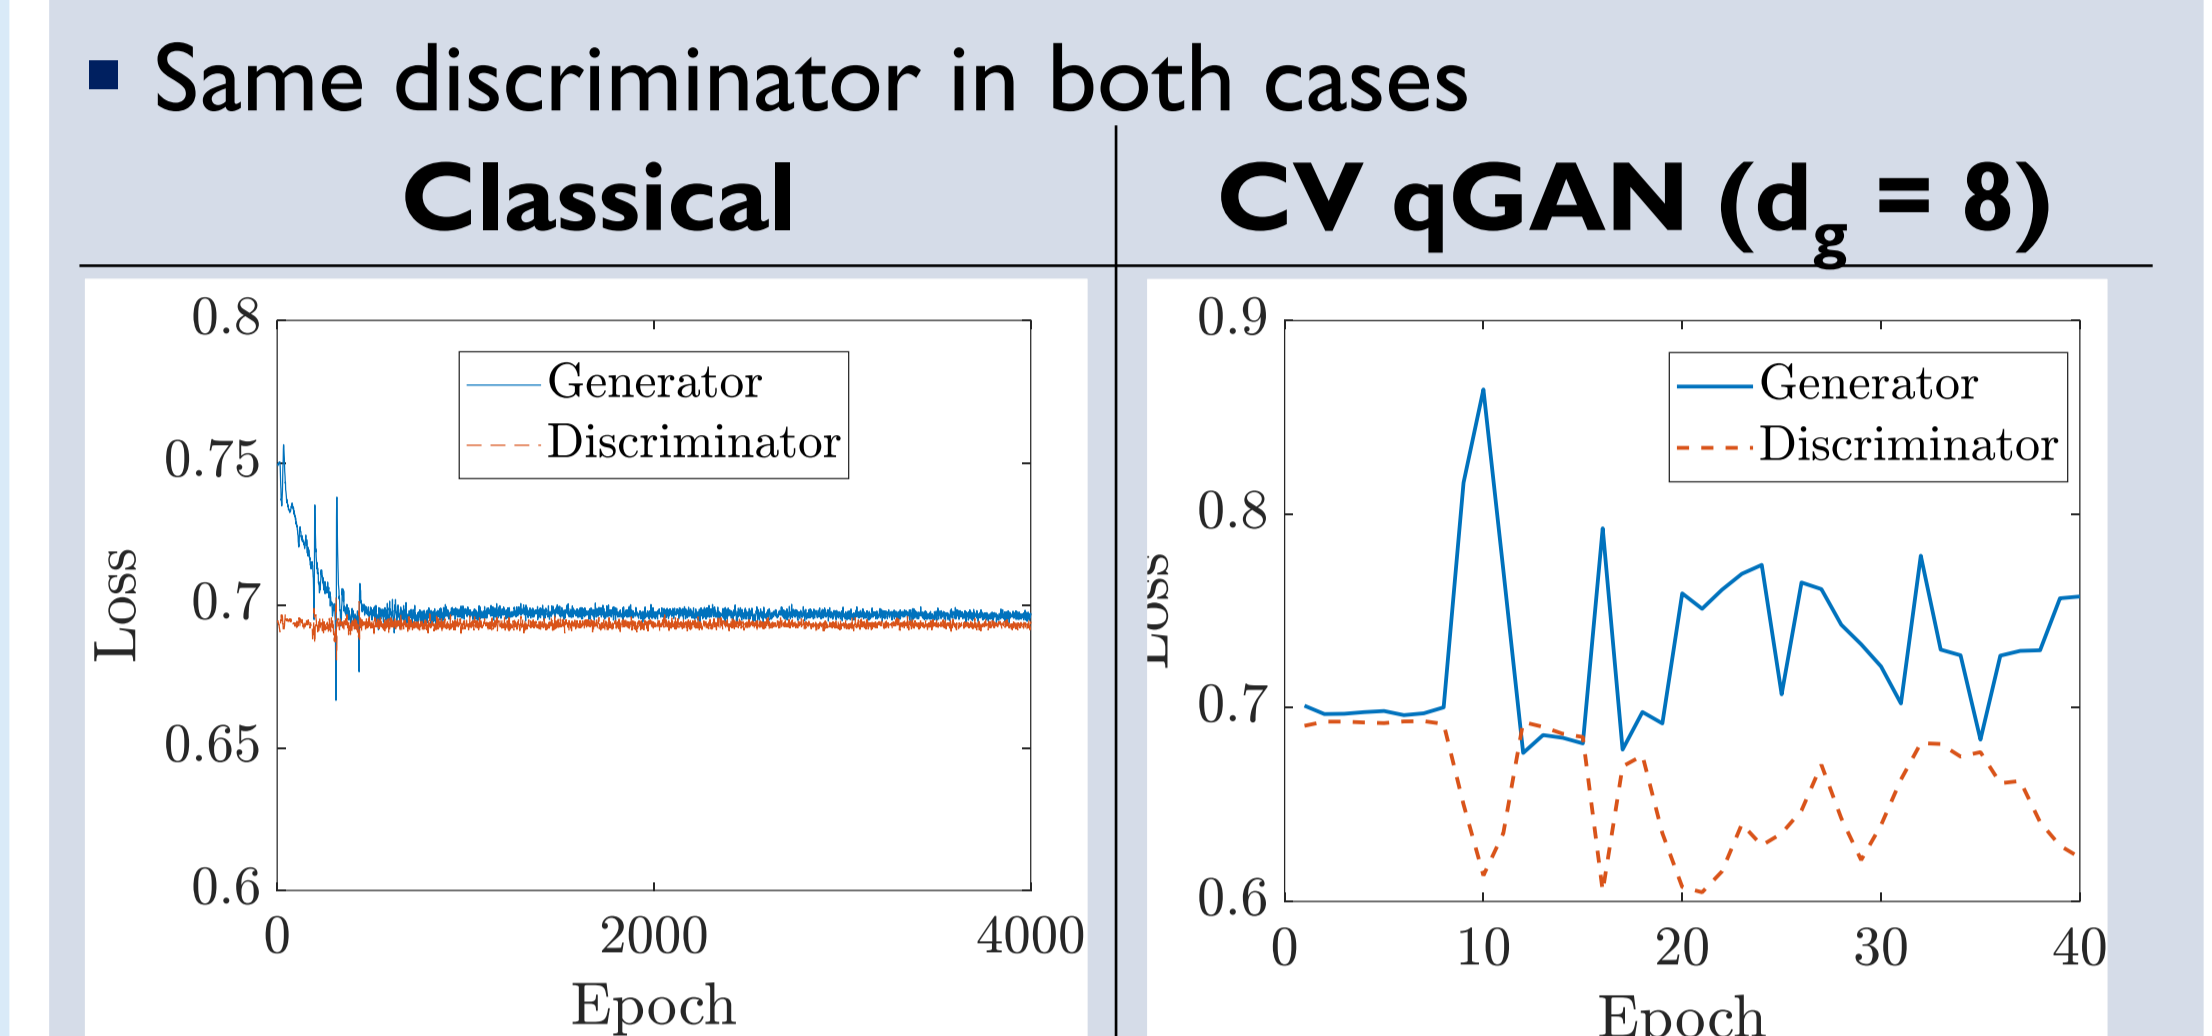 ▪ Same discriminator in both cases
Classical
CV qGAN (dg = 8)
0.8
0.75
0.7
0.65
0.6
Loss
Generator
Discriminator
0
2000
4000
Epoch
0.9
0.8
0.7
0.6
Loss
Generator
Discriminator
0
10
20
30
40
Epoch